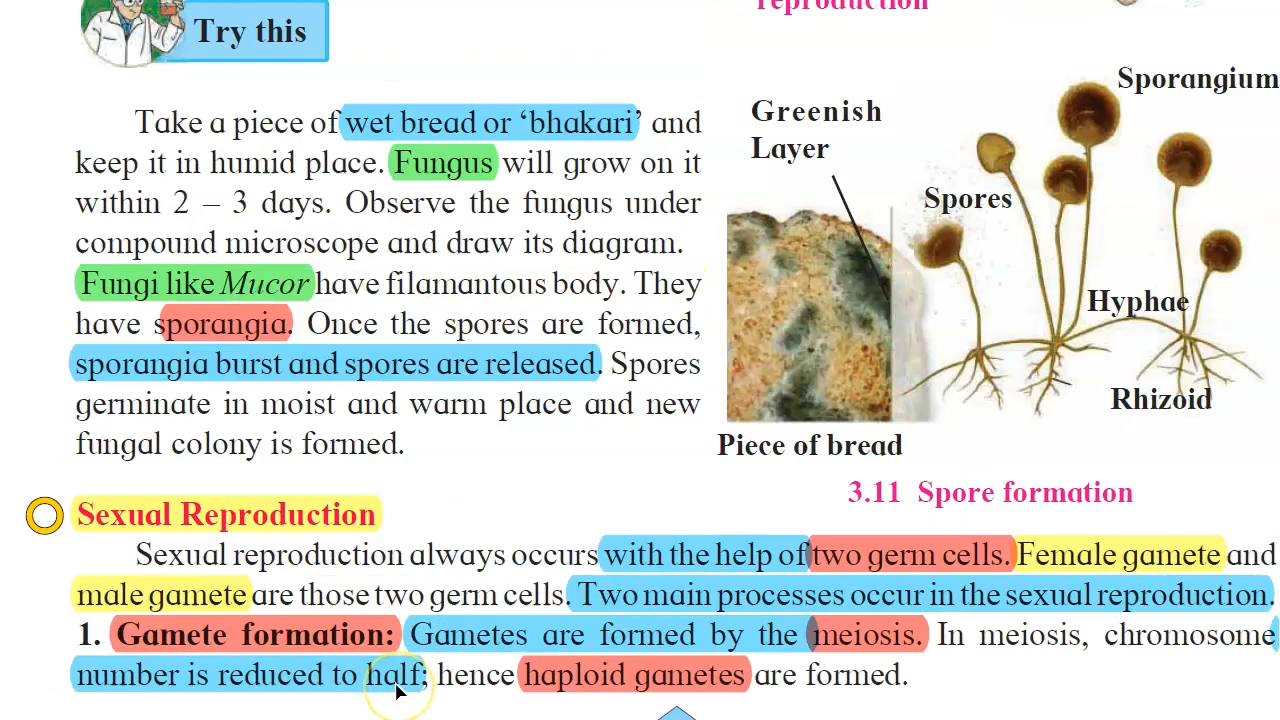 reproduction
Try this
Take a piece of wet bread or ‘bhakari’ and
keep it in humid place. Fungus will grow on it
within 2 – 3 days. Observe the fungus under
compound microscope and draw its diagram.
Fungi like Mucor have filamantous body. They
have sporangia. Once the spores are formed,
sporangia burst and spores are released. Spores
germinate in moist and warm place and new
fungal colony is formed.
Sporangium
Greenish
Layer
Spores
Hyphae
Rhizoid
Piece of bread
3.11 Spore formation
Sexual Reproduction
Sexual reproduction always occurs with the help of two germ cells. Female gamete and
male gamete are those two germ cells. Two main processes occur in the sexual reproduction.
1. Gamete formation: Gametes are formed by the meiosis. In meiosis, chromosome
number is reduced to half; hence haploid gametes are formed.